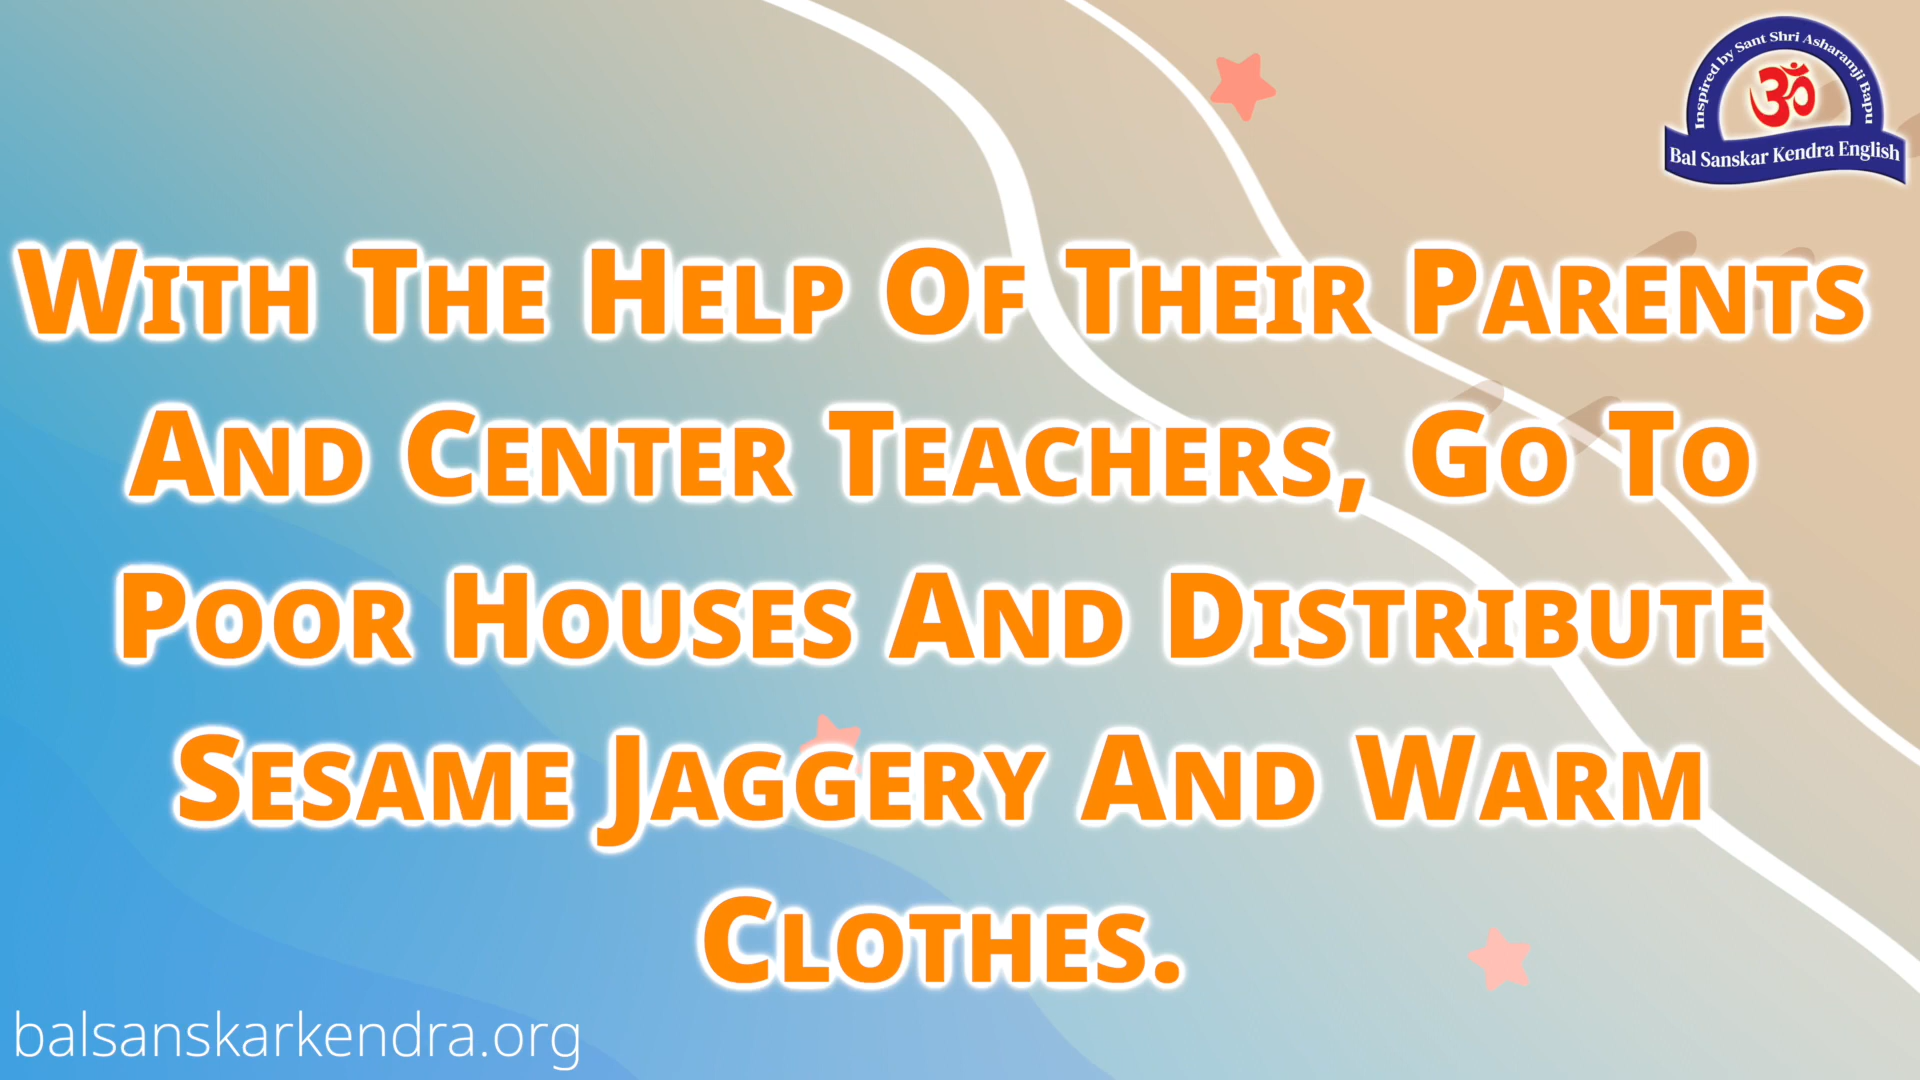 Inspired by Sant Shri Asharamji Bapu
ॐ
Bal Sanskar Kendra English
With The Help Of Their Parents
And Center Teachers, Go To
Poor Houses And Distribute
Sesame Jaggery And Warm
Clothes.
balsanskarkendra.org